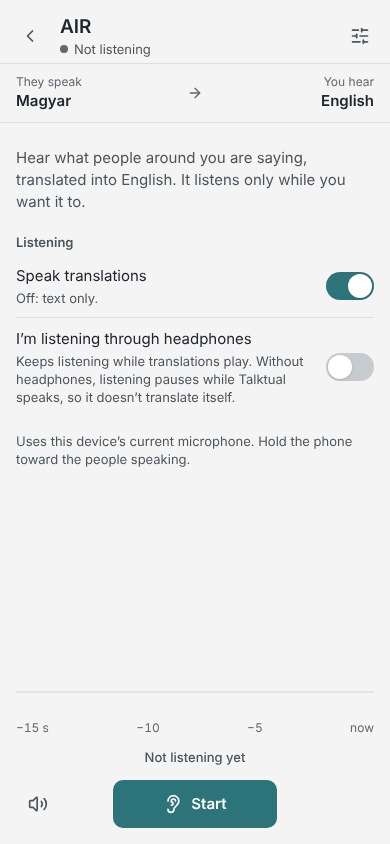 AIR
Not listening
They speak
Magyar
You hear
English
Hear what people around you are saying,
translated into English. It listens only while you
want it to.
Listening
Speak translations
Off: text only.
I’m listening through headphones
Keeps listening while translations play. Without
headphones, listening pauses while Talktual
speaks, so it doesn’t translate itself.
Uses this device’s current microphone. Hold the phone
toward the people speaking.
−15 s
−10
−5
now
Not listening yet
Start